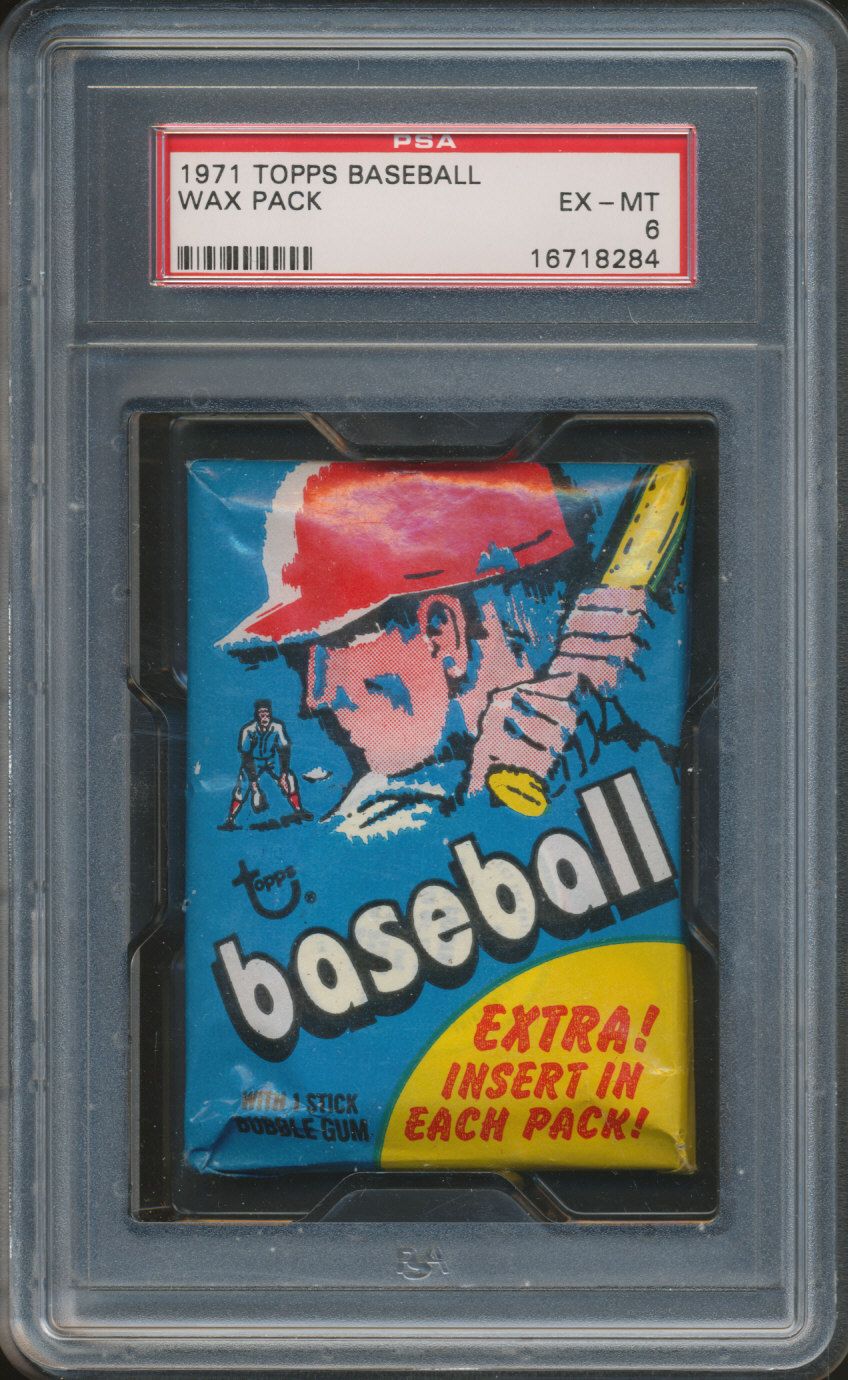 PSA
1971 TOPPS BASEBALL
WAX PACK
EX – MT
6
16718284
topps ®
baseball
EXTRA!
INSERT IN
EACH PACK!
WITH 1 STICK
BUBBLE GUM
PSA